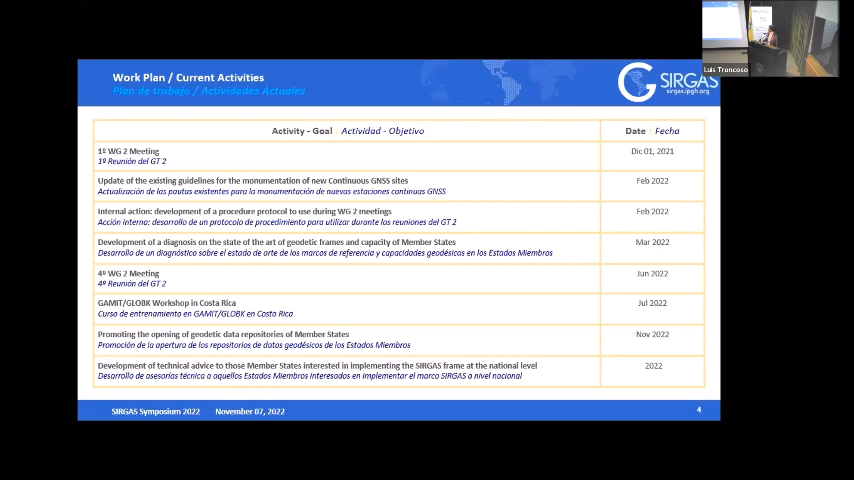 Work Plan / Current Activities
Plan de trabajo / Actividades Actuales
SIRGAS
sirgas.ipgh.org
Luis Troncoso
Activity - Goal / Actividad - Objetivo
Date / Fecha
1º WG 2 Meeting
1º Reunión del GT 2
Dic 01, 2021
Update of the existing guidelines for the monumentation of new Continuous GNSS sites
Actualización de las pautas existentes para la monumentación de nuevas estaciones continuas GNSS
Feb 2022
Internal action: development of a procedure protocol to use during WG 2 meetings
Acción interna: desarrollo de un protocolo de procedimiento para utilizar durante las reuniones del GT 2
Feb 2022
Development of a diagnosis on the state of the art of geodetic frames and capacity of Member States
Desarrollo de un diagnóstico sobre el estado de arte de los marcos de referencia y capacidades geodésicas en los Estados Miembros
Mar 2022
4º WG 2 Meeting
4º Reunión del GT 2
Jun 2022
GAMIT/GLOBK Workshop in Costa Rica
Curso de entrenamiento en GAMIT/GLOBK en Costa Rica
Jul 2022
Promoting the opening of geodetic data repositories of Member States
Promoción de la apertura de los repositorios de datos geodésicos de los Estados Miembros
Nov 2022
Development of technical advice to those Member States interested in implementing the SIRGAS frame at the national level
Desarrollo de asesorías técnica a aquellos Estados Miembros interesados en implementar el marco SIRGAS a nivel nacional
2022
SIRGAS Symposium 2022 November 07, 2022
4